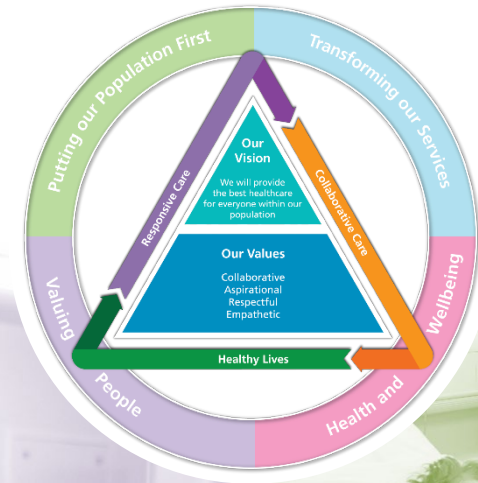 Putting our Population First
Transforming our Services
Responsive Care
Collaborative Care
Our
Vision
We will provide
the best healthcare
for everyone within our
population
Our Values
Collaborative
Aspirational
Respectful
Empathetic
Healthy Lives
Valuing
People
Health and
Wellbeing